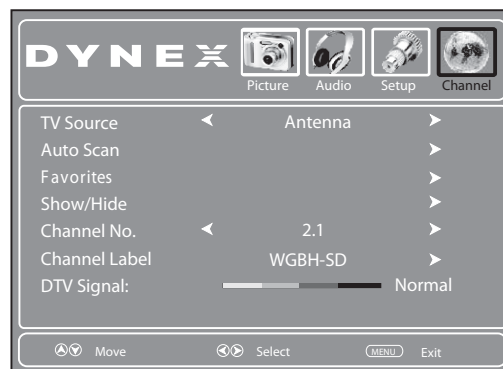 DYNEX
Picture Audio Setup Channel
TV Source Antenna
Auto Scan
Favorites
Show/Hide
Channel No. 2.1
Channel Label WGBH-SD
DTV Signal: Normal
Move Select MENU Exit